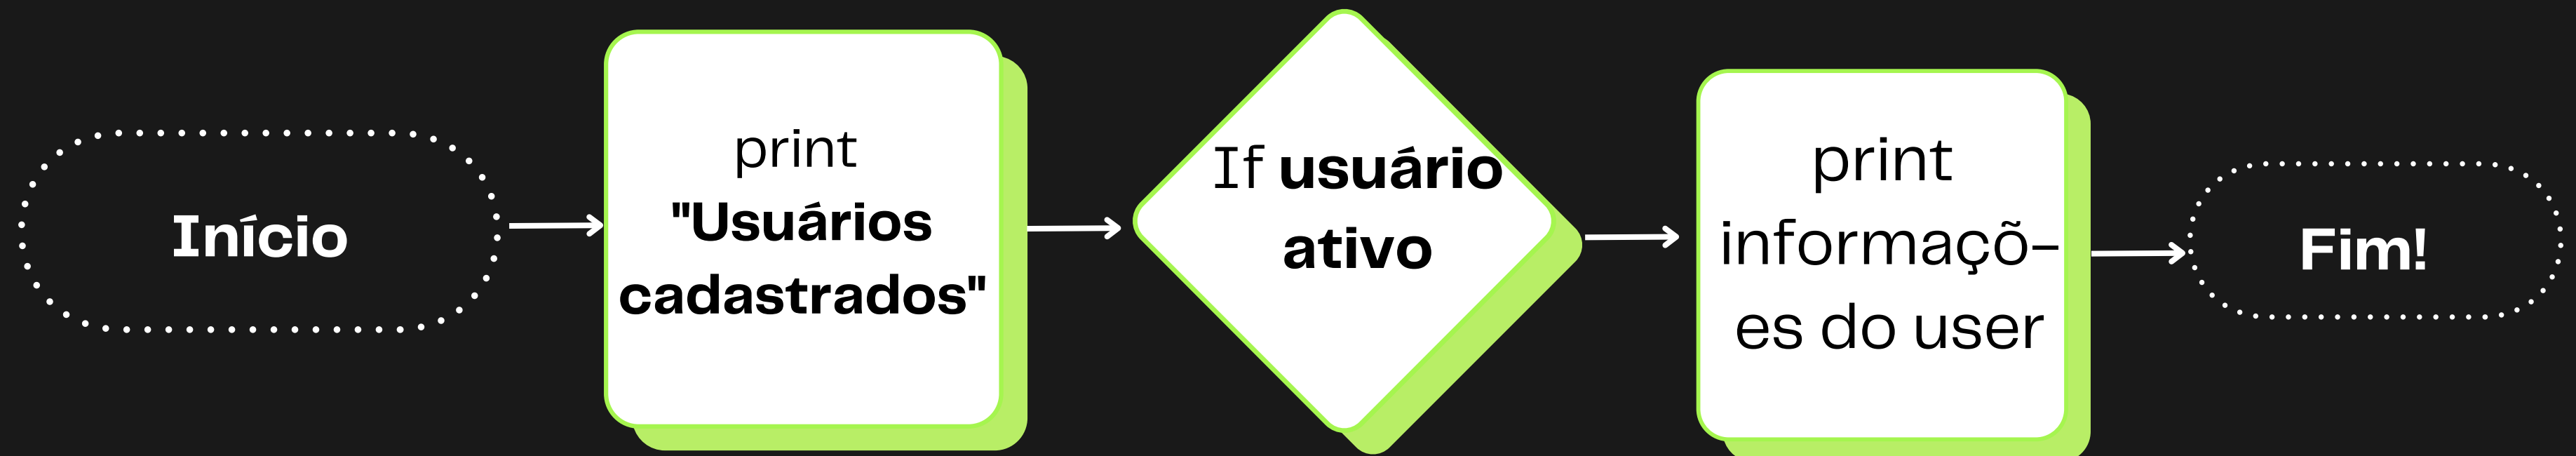 Início
print
"Usuários
cadastrados"
If usuário
ativo
print
informaçõ-
es do user
Fim!